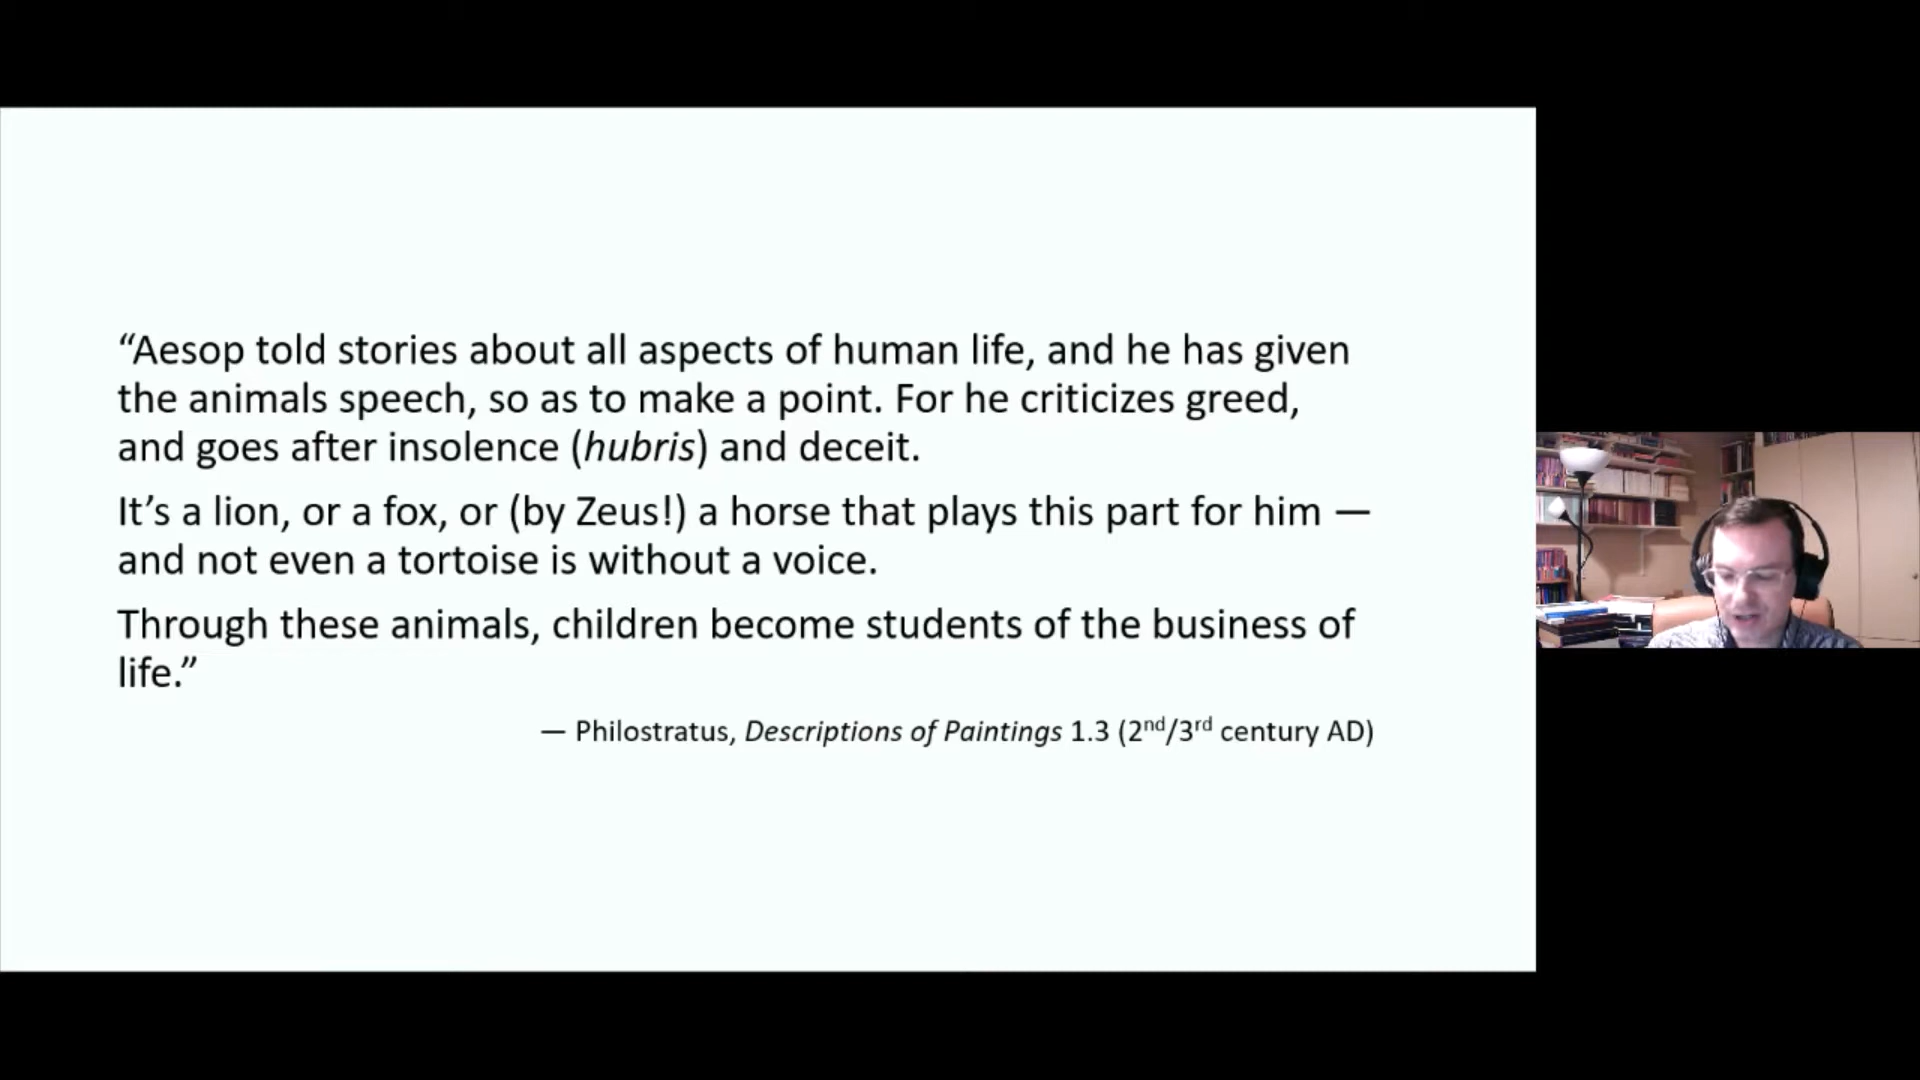 “Aesop told stories about all aspects of human life, and he has given
the animals speech, so as to make a point. For he criticizes greed,
and goes after insolence (hubris) and deceit.
It’s a lion, or a fox, or (by Zeus!) a horse that plays this part for him —
and not even a tortoise is without a voice.
Through these animals, children become students of the business of
life.”
— Philostratus, Descriptions of Paintings 1.3 (2nd/3rd century AD)